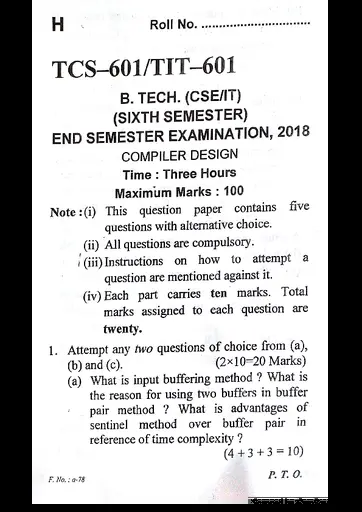 H Roll No. ................................
TCS–601/TIT–601
B. TECH. (CSE/IT)
(SIXTH SEMESTER)
END SEMESTER EXAMINATION, 2018
COMPILER DESIGN
Time : Three Hours
Maximum Marks : 100
Note : (i) This question paper contains five
questions with alternative choice.
(ii) All questions are compulsory.
(iii) Instructions on how to attempt a
question are mentioned against it.
(iv) Each part carries ten marks. Total
marks assigned to each question are
twenty.
1. Attempt any two questions of choice from (a),
(b) and (c). (2×10=20 Marks)
(a) What is input buffering method ? What is
the reason for using two buffers in buffer
pair method ? What is advantages of
sentinel method over buffer pair in
reference of time complexity ?
(4 + 3 + 3 = 10)
F. No. : a-78 P. T. O.